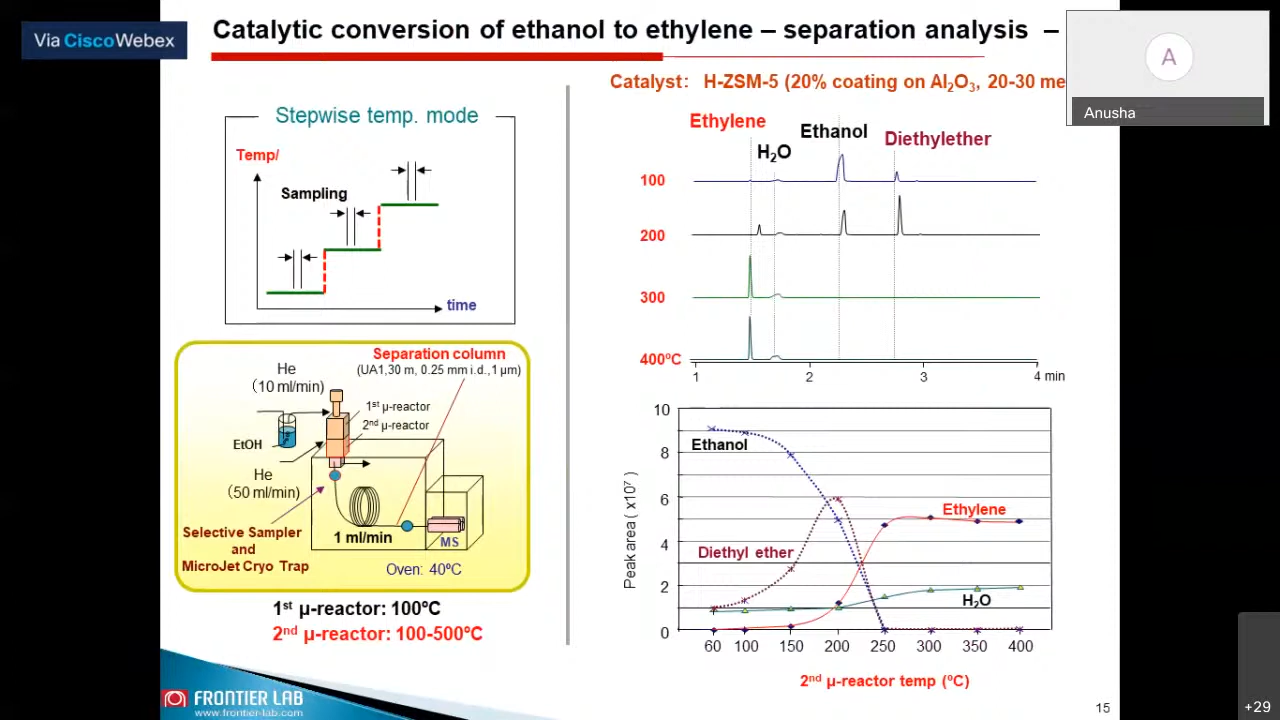 Via CiscoWebex
Catalytic conversion of ethanol to ethylene – separation analysis –
A
Anusha
Catalyst: H-ZSM-5 (20% coating on Al₂O₃, 20-30 me
Stepwise temp. mode
Temp/
Sampling
time
Ethylene
H₂O
Ethanol
Diethylether
100
200
300
400ºC
1 2 3 4 min
Separation column
(UA1,30 m, 0.25 mm i.d.,1 µm)
He
(10 ml/min)
1st µ-reactor
2nd µ-reactor
EtOH
He
(50 ml/min)
Selective Sampler
and
MicroJet Cryo Trap
1 ml/min
MS
Oven: 40ºC
1st µ-reactor: 100ºC
2nd µ-reactor: 100-500ºC
Peak area ( x10⁷ )
10
8
6
4
2
0
Ethanol
Ethylene
Diethyl ether
H₂O
60 100 150 200 250 300 350 400
2nd µ-reactor temp (ºC)
FRONTIER LAB
www.frontier-lab.com
15
+29